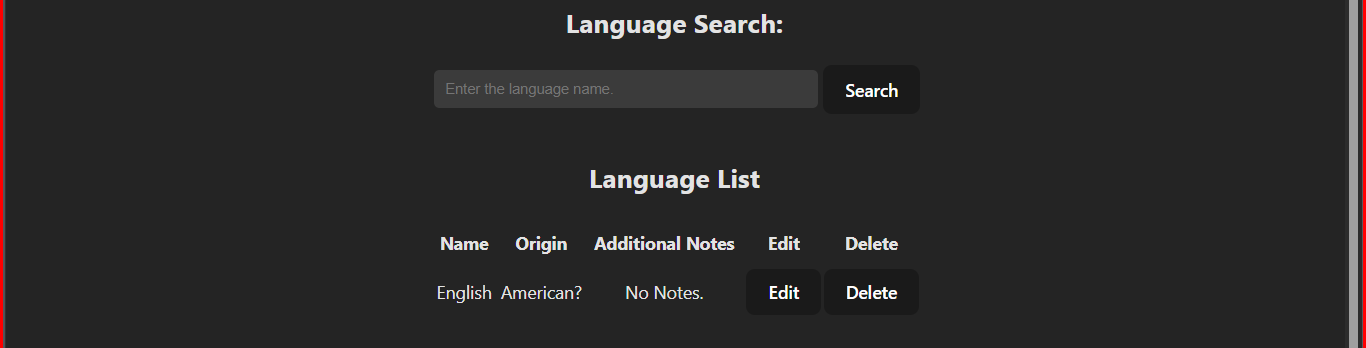 Language Search:
Enter the language name.
Search
Language List
Name Origin Additional Notes Edit Delete
English American? No Notes. Edit Delete